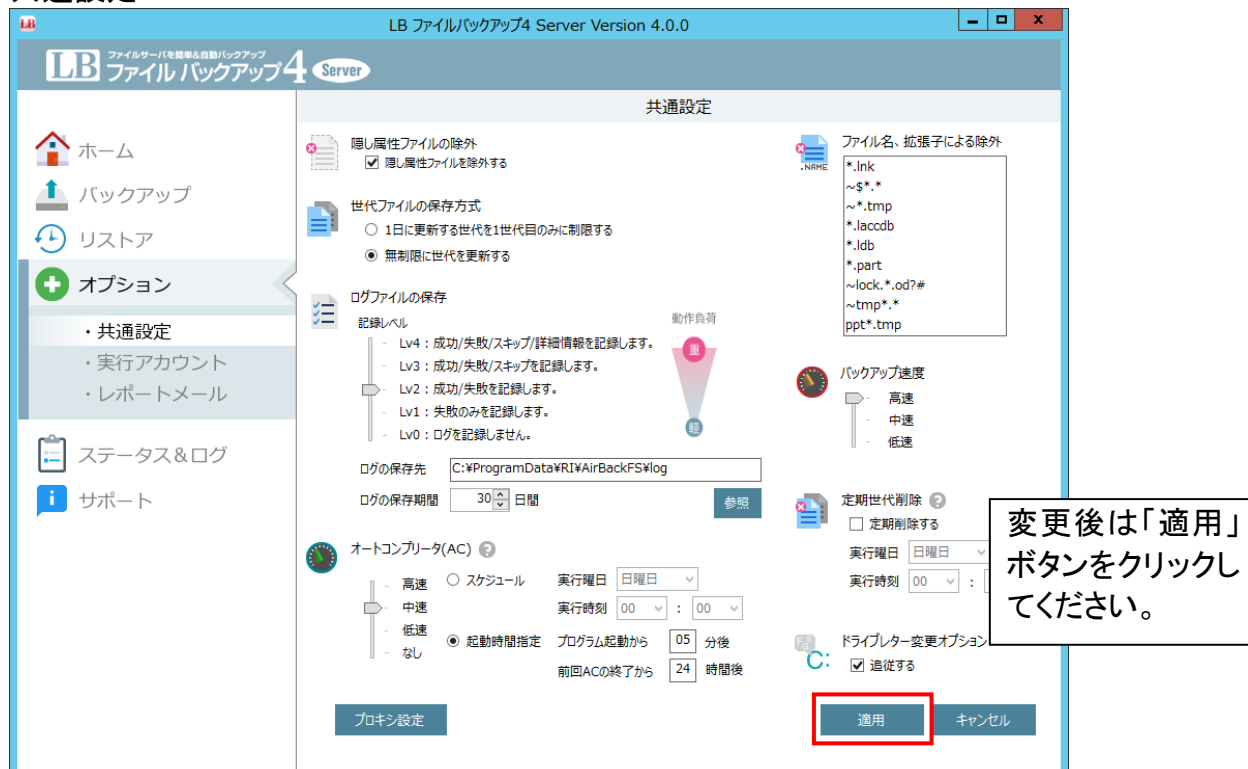 共通設定
LB LB ファイルバックアップ4 Server Version 4.0.0
LB ファイルサーバを簡単&自動バックアップ
ファイル バックアップ4 Server
ホーム
バックアップ
リストア
オプション
・共通設定
・実行アカウント
・レポートメール
ステータス&ログ
サポート
共通設定
隠し属性ファイルの除外
隠し属性ファイルを除外する
世代ファイルの保存方式
1日に更新する世代を1世代目のみに制限する
無制限に世代を更新する
ログファイルの保存
記録レベル
動作負荷
重
軽
Lv4:成功/失敗/スキップ/詳細情報を記録します。
Lv3:成功/失敗/スキップを記録します。
Lv2:成功/失敗を記録します。
Lv1:失敗のみを記録します。
Lv0:ログを記録しません。
ログの保存先 C:¥ProgramData¥RI¥AirBackFS¥log
ログの保存期間 30 日間 参照
オートコンプリータ(AC) ?
高速
中速
低速
なし
スケジュール 実行曜日 日曜日
実行時刻 00 : 00
起動時間指定 プログラム起動から 05 分後
前回ACの終了から 24 時間後
プロキシ設定
.NAME ファイル名、拡張子による除外
*.lnk
~$*.*
~*.tmp
*.laccdb
*.ldb
*.part
~lock.*.od?#
~tmp*.*
ppt*.tmp
バックアップ速度
高速
中速
低速
定期世代削除 ?
定期削除する
実行曜日 日曜日
実行時刻 00 :
C: ドライブレター変更オプション
追従する
適用 キャンセル
変更後は「適用」
ボタンをクリックし
てください。